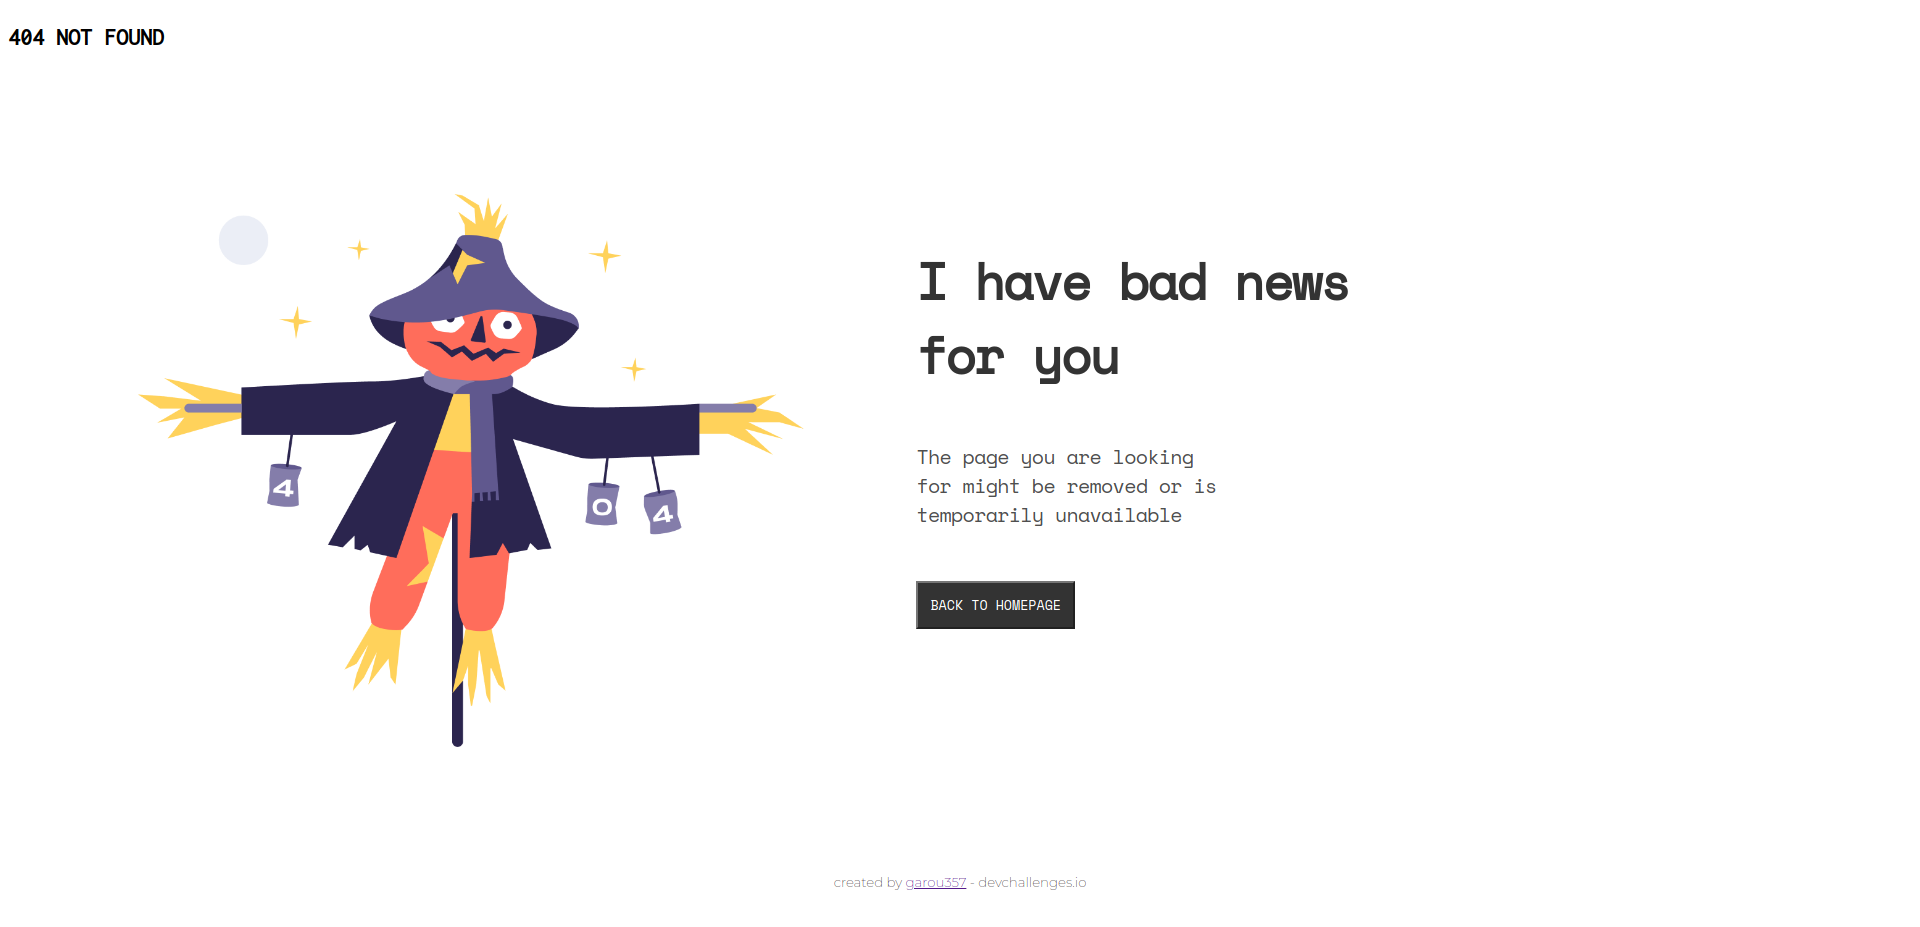 404 NOT FOUND
I have bad news
for you
4
0
4
The page you are looking
for might be removed or is
temporarily unavailable
BACK TO HOMEPAGE
created by garou357 - devchallenges.io